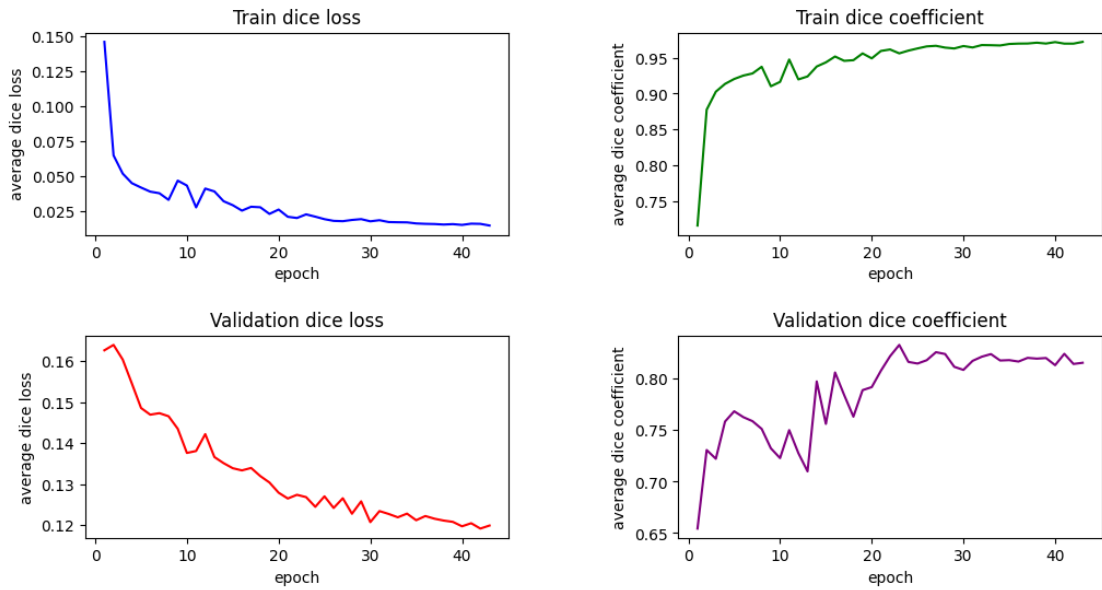 Train dice loss
average dice loss
0.150
0.125
0.100
0.075
0.050
0.025
0 10 20 30 40
epoch
Train dice coefficient
average dice coefficient
0.95
0.90
0.85
0.80
0.75
0 10 20 30 40
epoch
Validation dice loss
average dice loss
0.16
0.15
0.14
0.13
0.12
0 10 20 30 40
epoch
Validation dice coefficient
average dice coefficient
0.80
0.75
0.70
0.65
0 10 20 30 40
epoch